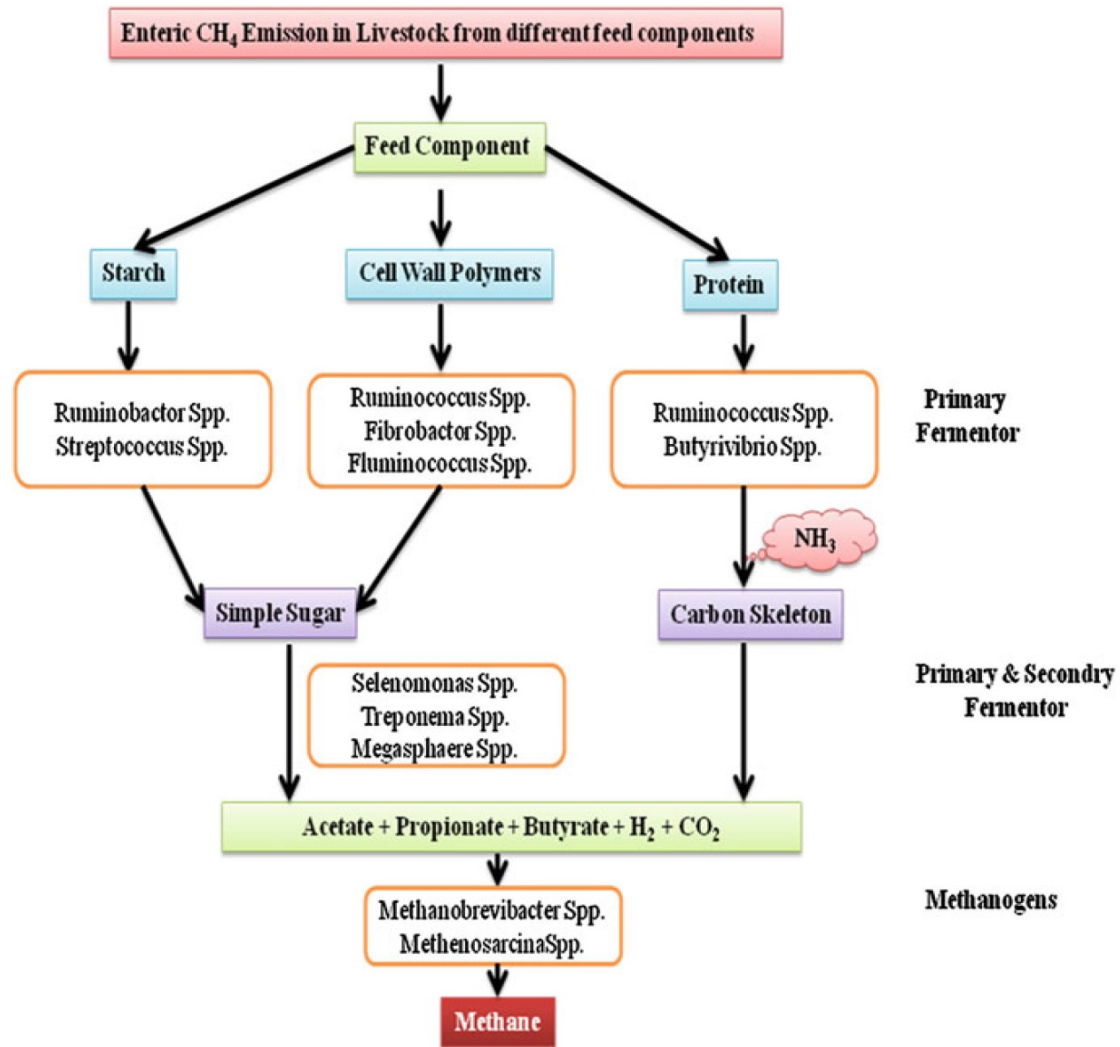 Enteric CH₄ Emission in Livestock from different feed components
Feed Component
Starch
Cell Wall Polymers
Protein
Ruminobactor Spp.
Streptococcus Spp.
Ruminococcus Spp.
Fibrobactor Spp.
Fluminococcus Spp.
Ruminococcus Spp.
Butyrivibrio Spp.
Primary
Fermentor
NH₃
Simple Sugar
Carbon Skeleton
Selenomonas Spp.
Treponema Spp.
Megasphaere Spp.
Primary & Secondry
Fermentor
Acetate + Propionate + Butyrate + H₂ + CO₂
Methanobrevibacter Spp.
MethenosarcinaSpp.
Methanogens
Methane